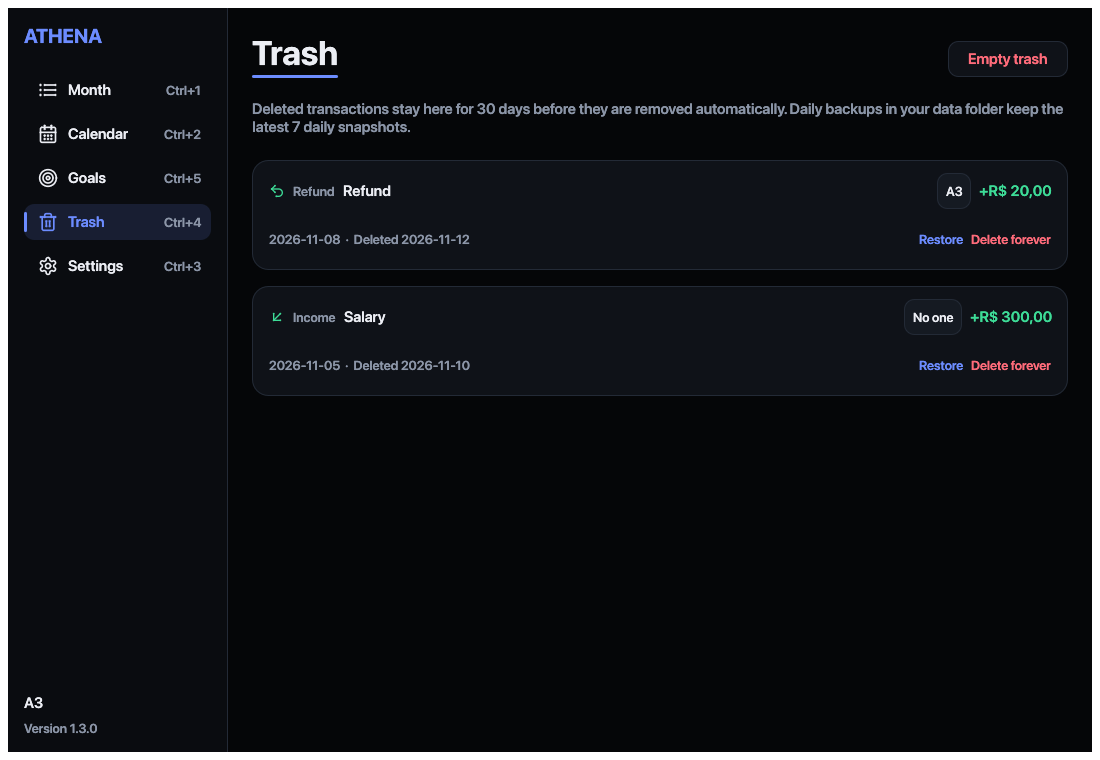 ATHENA
Month Ctrl+1
Calendar Ctrl+2
Goals Ctrl+5
Trash Ctrl+4
Settings Ctrl+3
A3
Version 1.3.0
Trash
Empty trash
Deleted transactions stay here for 30 days before they are removed automatically. Daily backups in your data folder keep the
latest 7 daily snapshots.
Refund Refund A3 +R$ 20,00
2026-11-08 · Deleted 2026-11-12 Restore Delete forever
Income Salary No one +R$ 300,00
2026-11-05 · Deleted 2026-11-10 Restore Delete forever